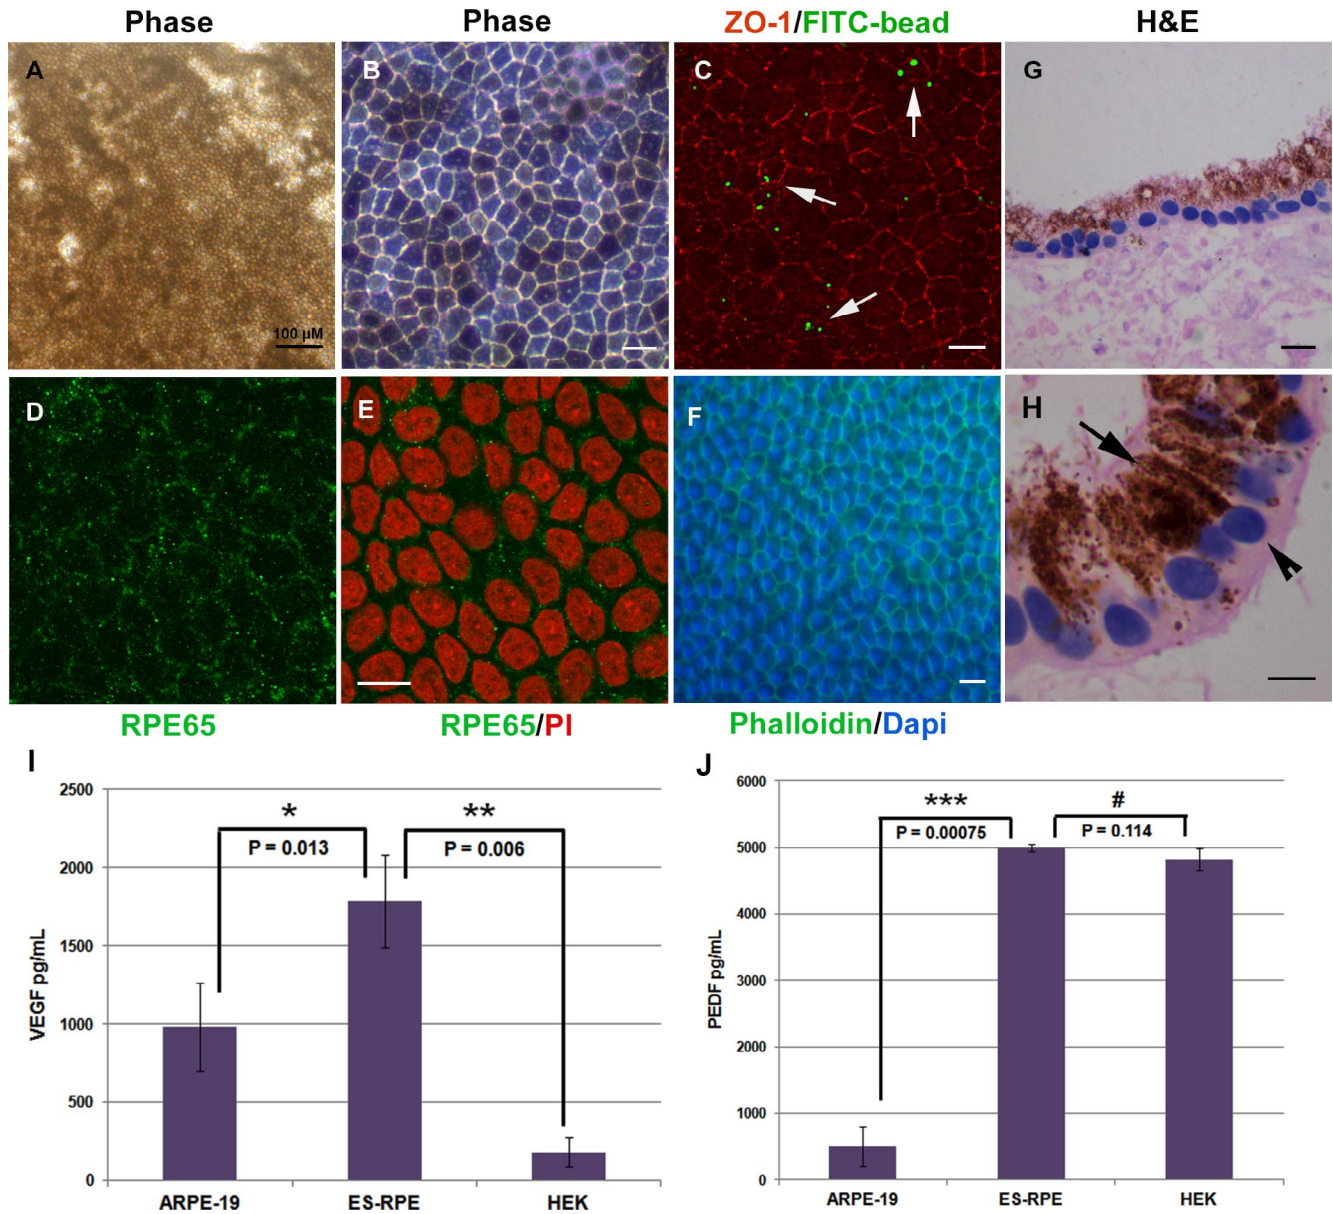 Phase
Phase
ZO-1/FITC-bead
H&E
A
B
C
G
100 µM
D
E
F
H
RPE65
RPE65/PI
Phalloidin/Dapi
I
2500
2000
1500
1000
500
0
VEGF pg/mL
*
P = 0.013
**
P = 0.006
ARPE-19
ES-RPE
HEK
J
6000
5000
4000
3000
2000
1000
0
PEDF pg/mL
***
P = 0.00075
#
P = 0.114
ARPE-19
ES-RPE
HEK